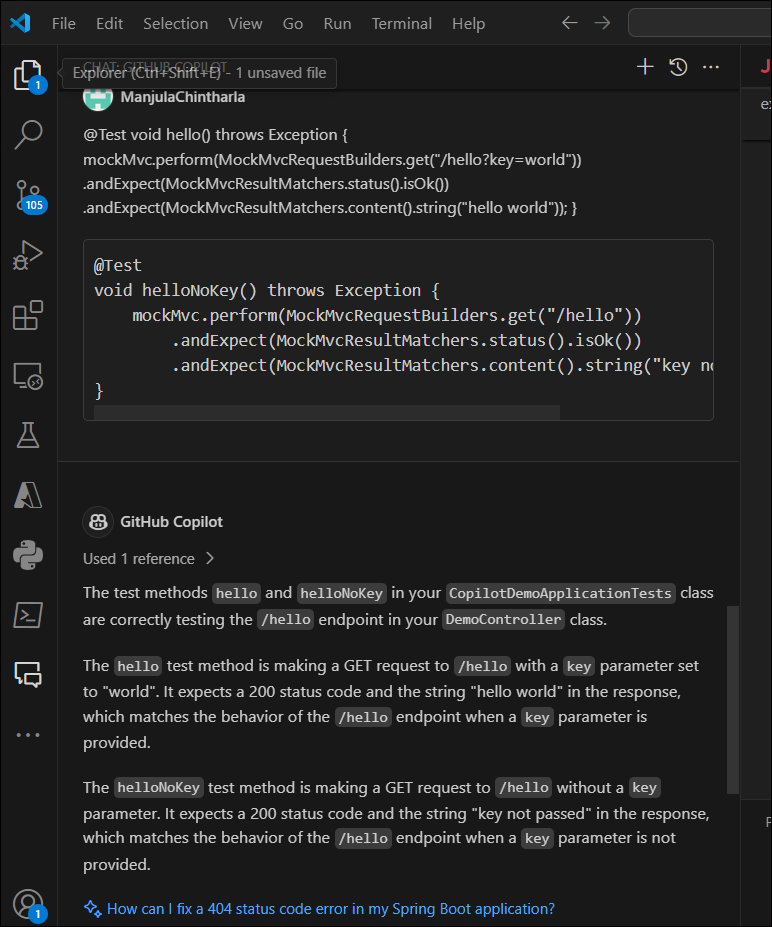 File Edit Selection View Go Run Terminal Help
CHAT: GITHUB COPILOT
Explorer (Ctrl+Shift+E) - 1 unsaved file
1
ManjulaChintharla
@Test void hello() throws Exception {
mockMvc.perform(MockMvcRequestBuilders.get("/hello?key=world"))
.andExpect(MockMvcResultMatchers.status().isOk())
.andExpect(MockMvcResultMatchers.content().string("hello world")); }
105
@Test
void helloNoKey() throws Exception {
mockMvc.perform(MockMvcRequestBuilders.get("/hello"))
.andExpect(MockMvcResultMatchers.status().isOk())
.andExpect(MockMvcResultMatchers.content().string("key
}
GitHub Copilot
Used 1 reference >
The test methods hello and helloNoKey in your CopilotDemoApplicationTests class
are correctly testing the /hello endpoint in your DemoController class.
The hello test method is making a GET request to /hello with a key parameter set
to "world". It expects a 200 status code and the string "hello world" in the response,
which matches the behavior of the /hello endpoint when a key parameter is
provided.
The helloNoKey test method is making a GET request to /hello without a key
parameter. It expects a 200 status code and the string "key not passed" in the response,
which matches the behavior of the /hello endpoint when a key parameter is not
provided.
How can I fix a 404 status code error in my Spring Boot application?
1